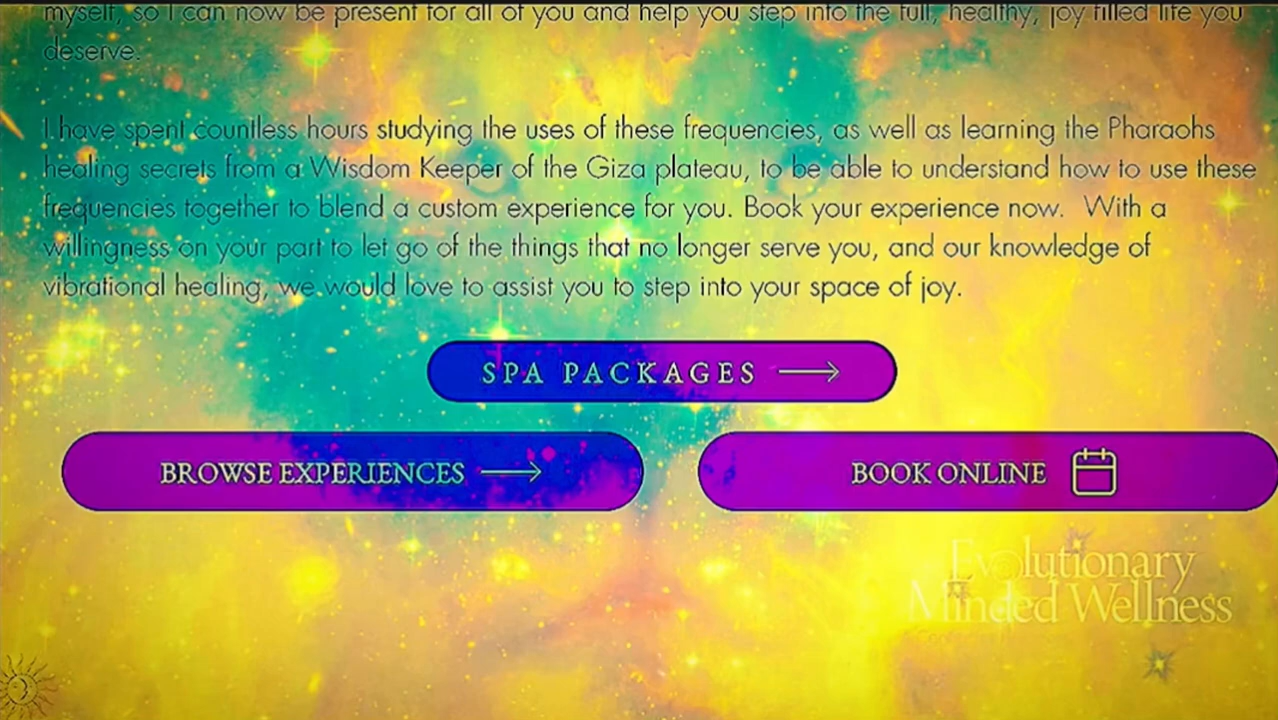 myself, so I can now be present for all of you and help you step into the full, healthy, joy filled life you
deserve.
I have spent countless hours studying the uses of these frequencies, as well as learning the Pharaohs
healing secrets from a Wisdom Keeper of the Giza plateau, to be able to understand how to use these
frequencies together to blend a custom experience for you. Book your experience now. With a
willingness on your part to let go of the things that no longer serve you, and our knowledge of
vibrational healing, we would love to assist you to step into your space of joy.
SPA PACKAGES
BROWSE EXPERIENCES
BOOK ONLINE
Evolutionary
Minded Wellness